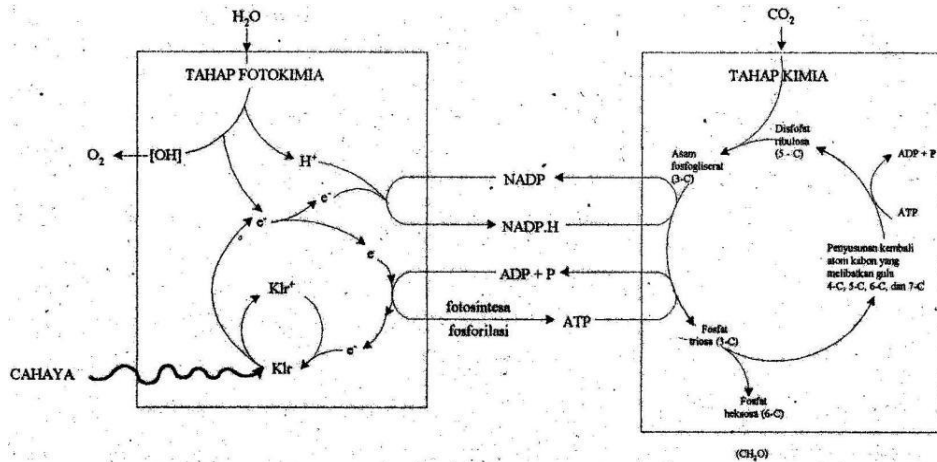 H₂O
CO₂
TAHAP FOTOKIMIA
TAHAP KIMIA
O₂
[OH]
H⁺
Disfofat
ribulosa
(5 - C)
Asam
fosfogliserat
(3-C)
ADP + P
NADP
e⁻
NADP.H
e⁻
ATP
e
Penyusunan kembali
atom kabon yang
melibatkan gula
4-C, 5-C, 6-C, dan 7-C
ADP + P
Klr⁺
fotosintesa
fosforilasi
ATP
Fosfat
triosa (3-C)
e⁻
CAHAYA
Klr
Fosfat
heksosa (6-C)
(CH₂O)